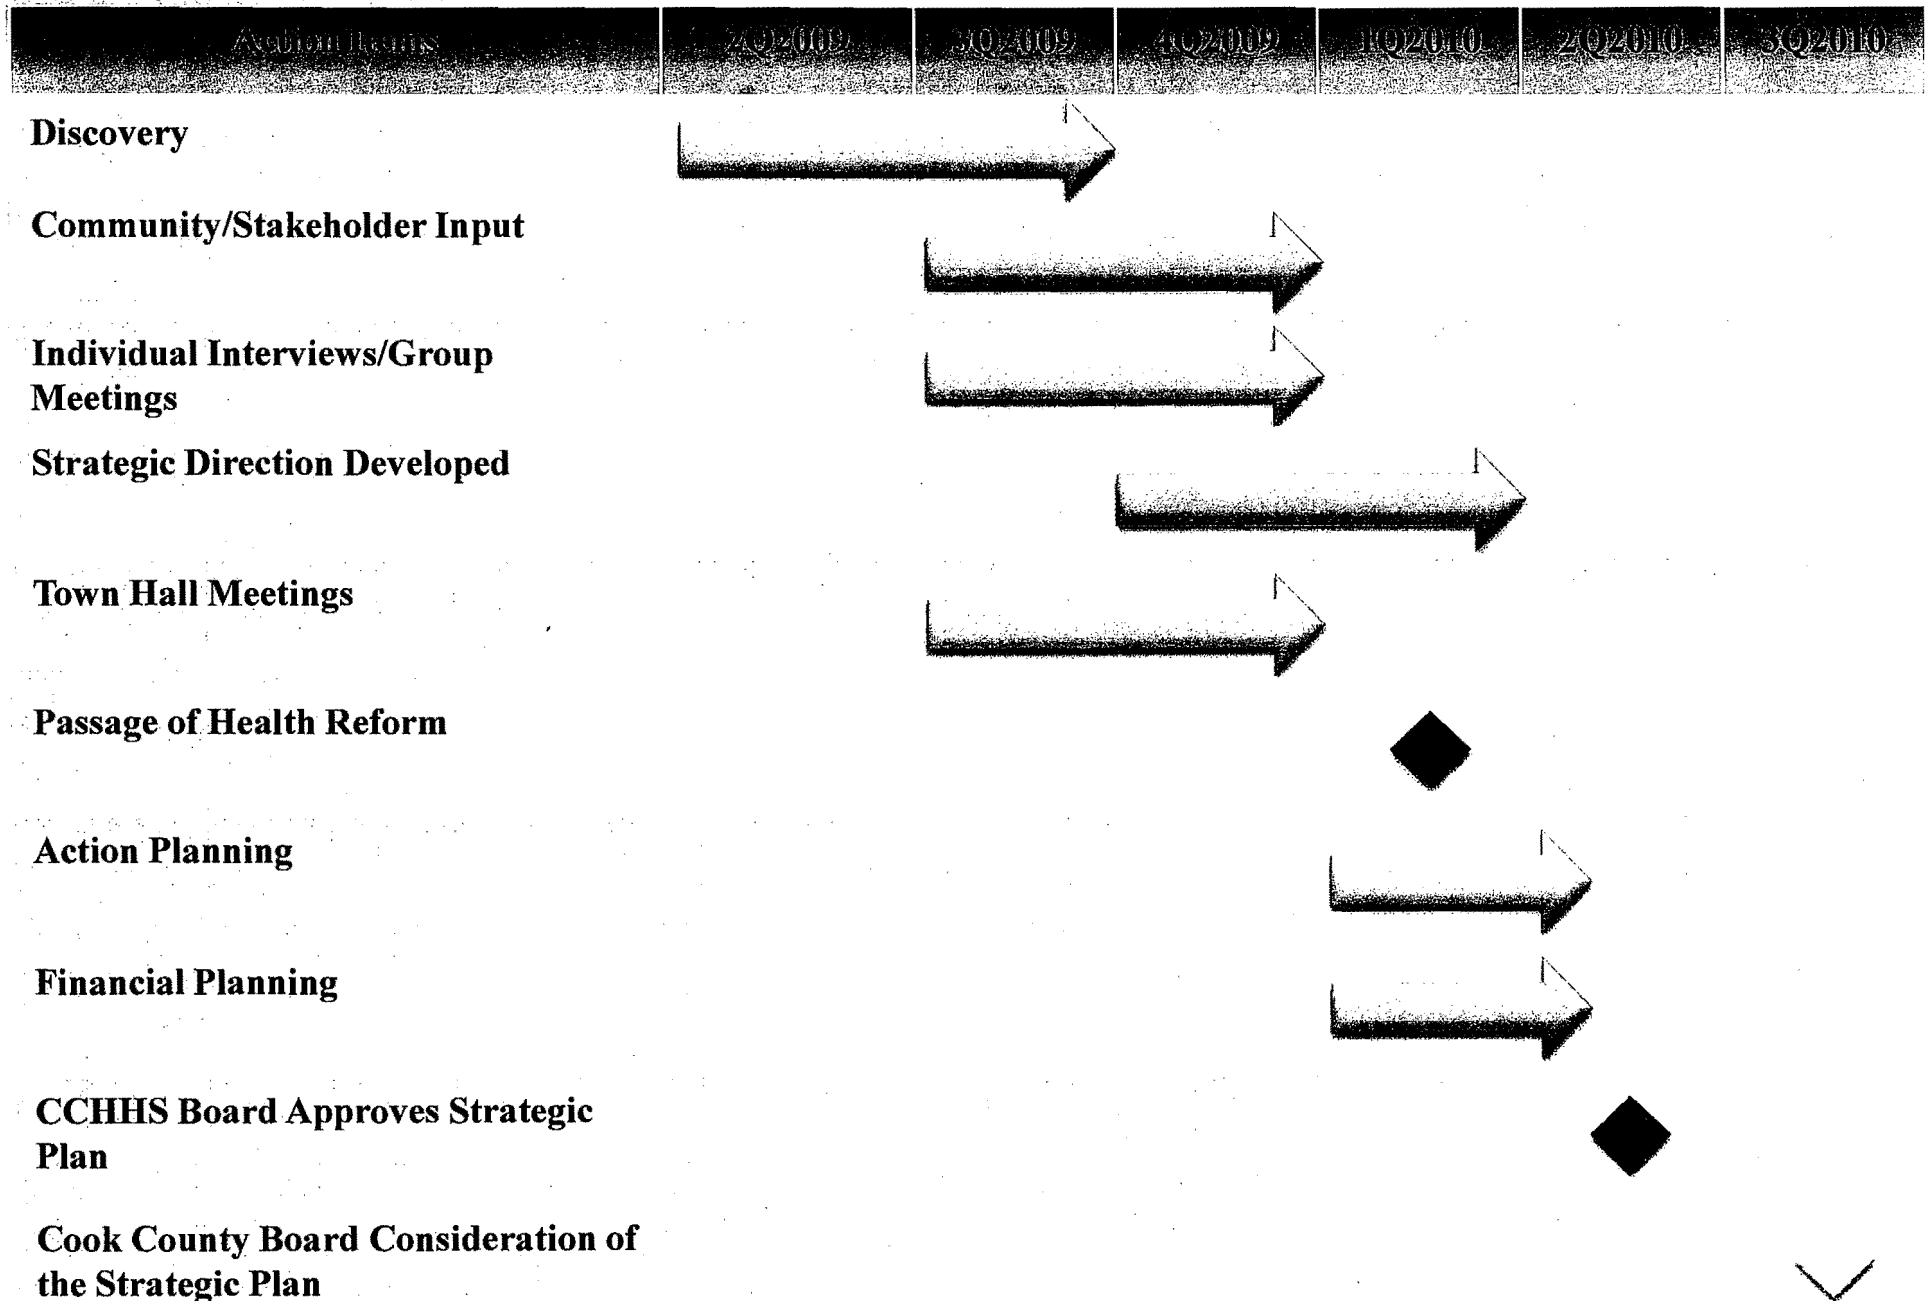 Action Items 2Q2009 3Q2009 4Q2009 1Q2010 2Q2010 3Q2010
Discovery
Community/Stakeholder Input
Individual Interviews/Group
Meetings
Strategic Direction Developed
Town Hall Meetings
Passage of Health Reform
Action Planning
Financial Planning
CCHHS Board Approves Strategic
Plan
Cook County Board Consideration of
the Strategic Plan